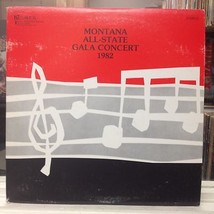 MONTANA
ALL-STATE
GALA CONCERT
1982